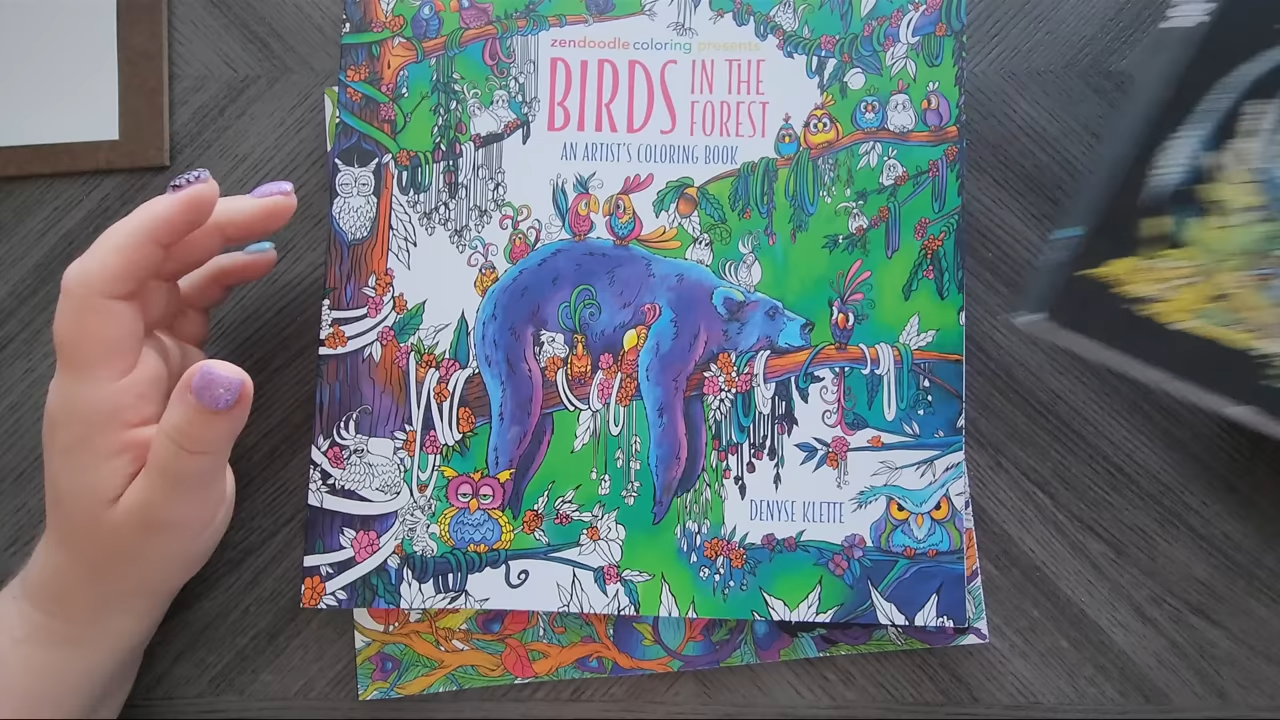 zendoodle coloring presents
BIRDS IN THE
FOREST
AN ARTIST'S COLORING BOOK
DENYSE KLETTE